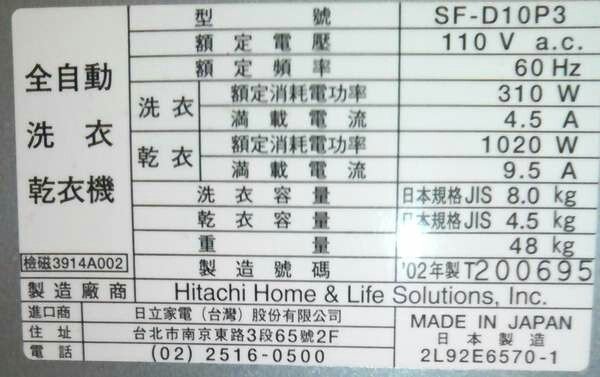 全自動
洗衣
乾衣機
檢磁3914A002
型號 SF-D10P3
額定電壓 110 V a.c.
額定頻率 60 Hz
洗衣 額定消耗電功率 310 W
満載電流 4.5 A
乾衣 額定消耗電功率 1020 W
満載電流 9.5 A
洗衣容量 日本規格JIS 8.0 kg
乾衣容量 日本規格JIS 4.5 kg
重量 48 kg
製造號碼 '02年製T200695
製造廠商 Hitachi Home & Life Solutions, Inc.
進口商 日立家電(台灣)股份有限公司
住址 台北市南京東路3段65號2F
電話 (02) 2516-0500
MADE IN JAPAN
日本製造
2L92E6570-1